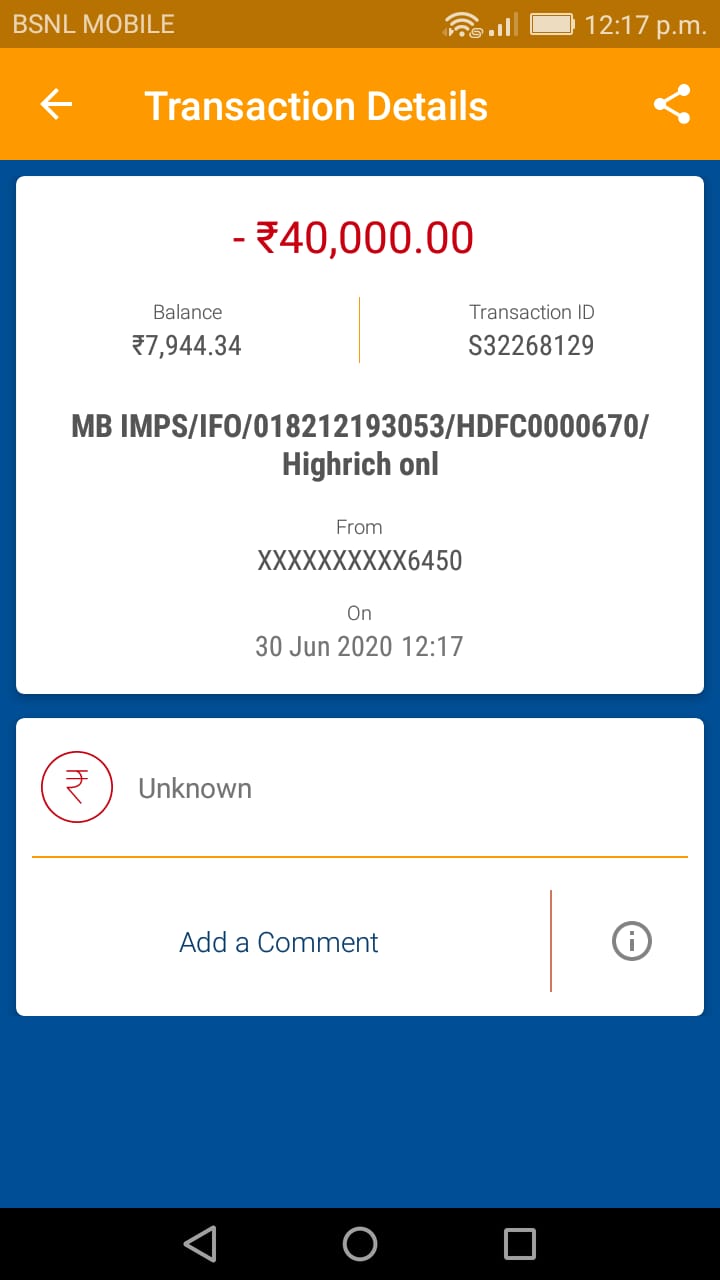 BSNL MOBILE 12:17 p.m.
Transaction Details
- ₹40,000.00
Balance
₹7,944.34
Transaction ID
S32268129
MB IMPS/IFO/018212193053/HDFC0000670/
Highrich onl
From
XXXXXXXXXX6450
On
30 Jun 2020 12:17
₹ Unknown
Add a Comment